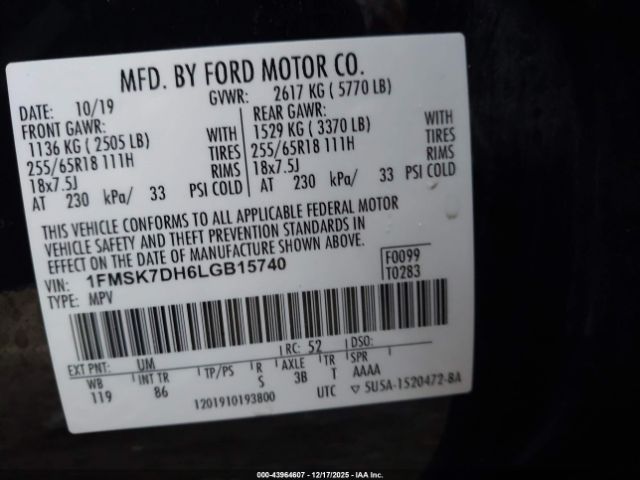 MFD. BY FORD MOTOR CO.
DATE: 10/19 GVWR: 2617 KG ( 5770 LB)
FRONT GAWR: REAR GAWR:
1136 KG ( 2505 LB) WITH 1529 KG ( 3370 LB) WITH
255/65R18 111H TIRES 255/65R18 111H TIRES
18x7.5J RIMS 18x7.5J RIMS
AT 230 kPa/ 33 PSI COLD AT 230 kPa/ 33 PSI COLD
THIS VEHICLE CONFORMS TO ALL APPLICABLE FEDERAL MOTOR
VEHICLE SAFETY AND THEFT PREVENTION STANDARDS IN
EFFECT ON THE DATE OF MANUFACTURE SHOWN ABOVE.
VIN: 1FMSK7DH6LGB15740 F0099
TYPE: MPV T0283
EXT PNT: UM RC: 52 DSO:
WB INT TR TP/PS R AXLE TR SPR
119 86 S 3B T AAAA
1201910193800 UTC ▽ 5U5A-1520472-BA
000-43964607 - 12/17/2025 - IAAI.COM